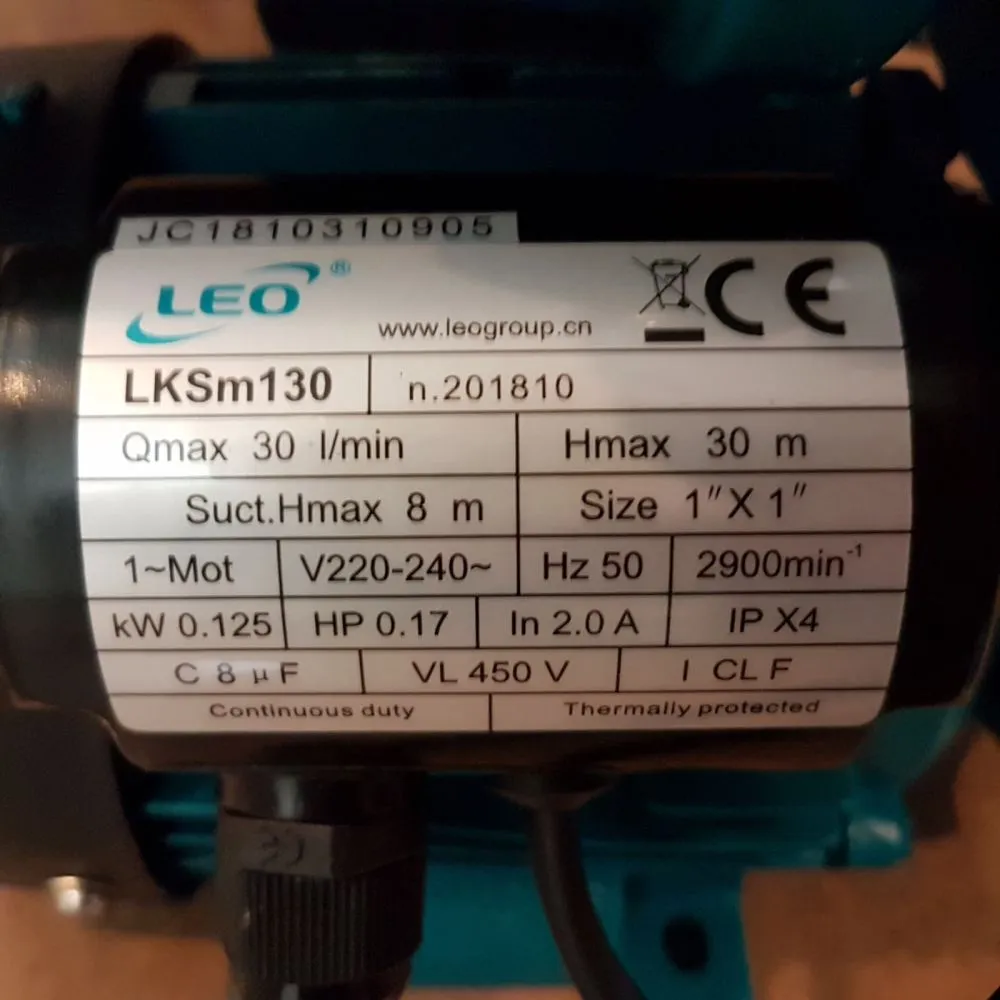 JC1810310905
LEO®
www.leogroup.cn
CE
LKSm130 n.201810
Qmax 30 l/min Hmax 30 m
Suct.Hmax 8 m Size 1"X 1"
1~Mot V220-240~ Hz 50 2900min⁻¹
kW 0.125 HP 0.17 In 2.0 A IP X4
C 8 µF VL 450 V I CL F
Continuous duty Thermally protected